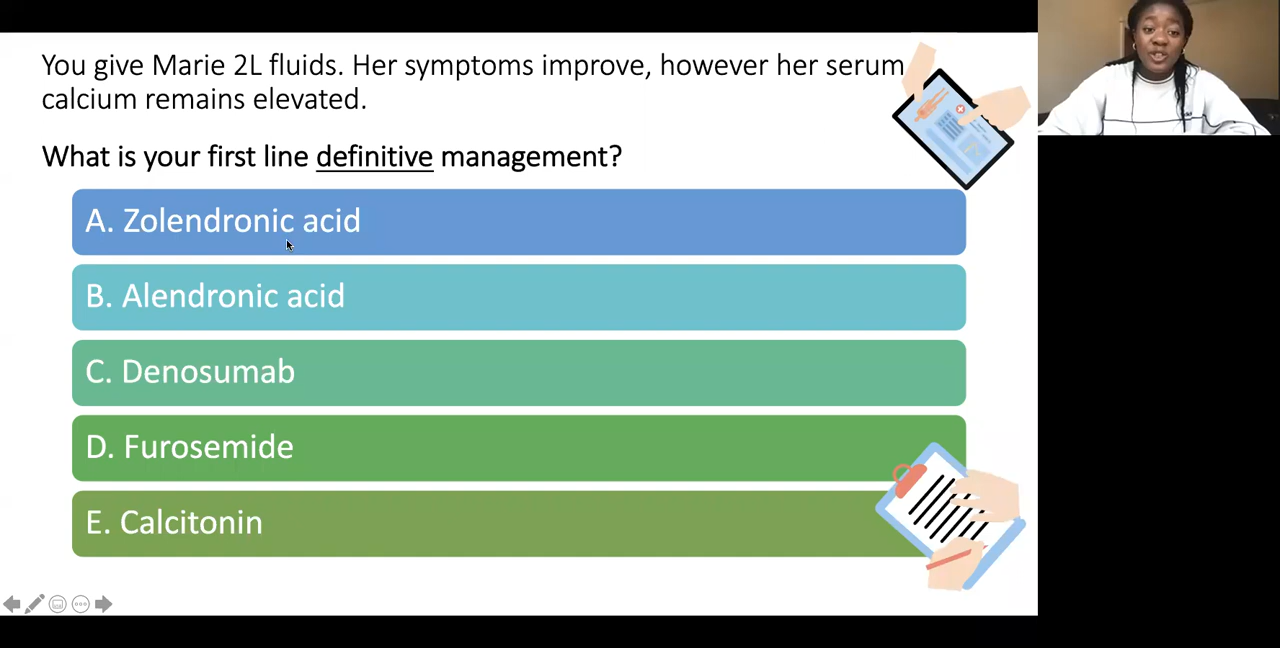 You give Marie 2L fluids. Her symptoms improve, however her serum
calcium remains elevated.
What is your first line definitive management?
A. Zolendronic acid
B. Alendronic acid
C. Denosumab
D. Furosemide
E. Calcitonin